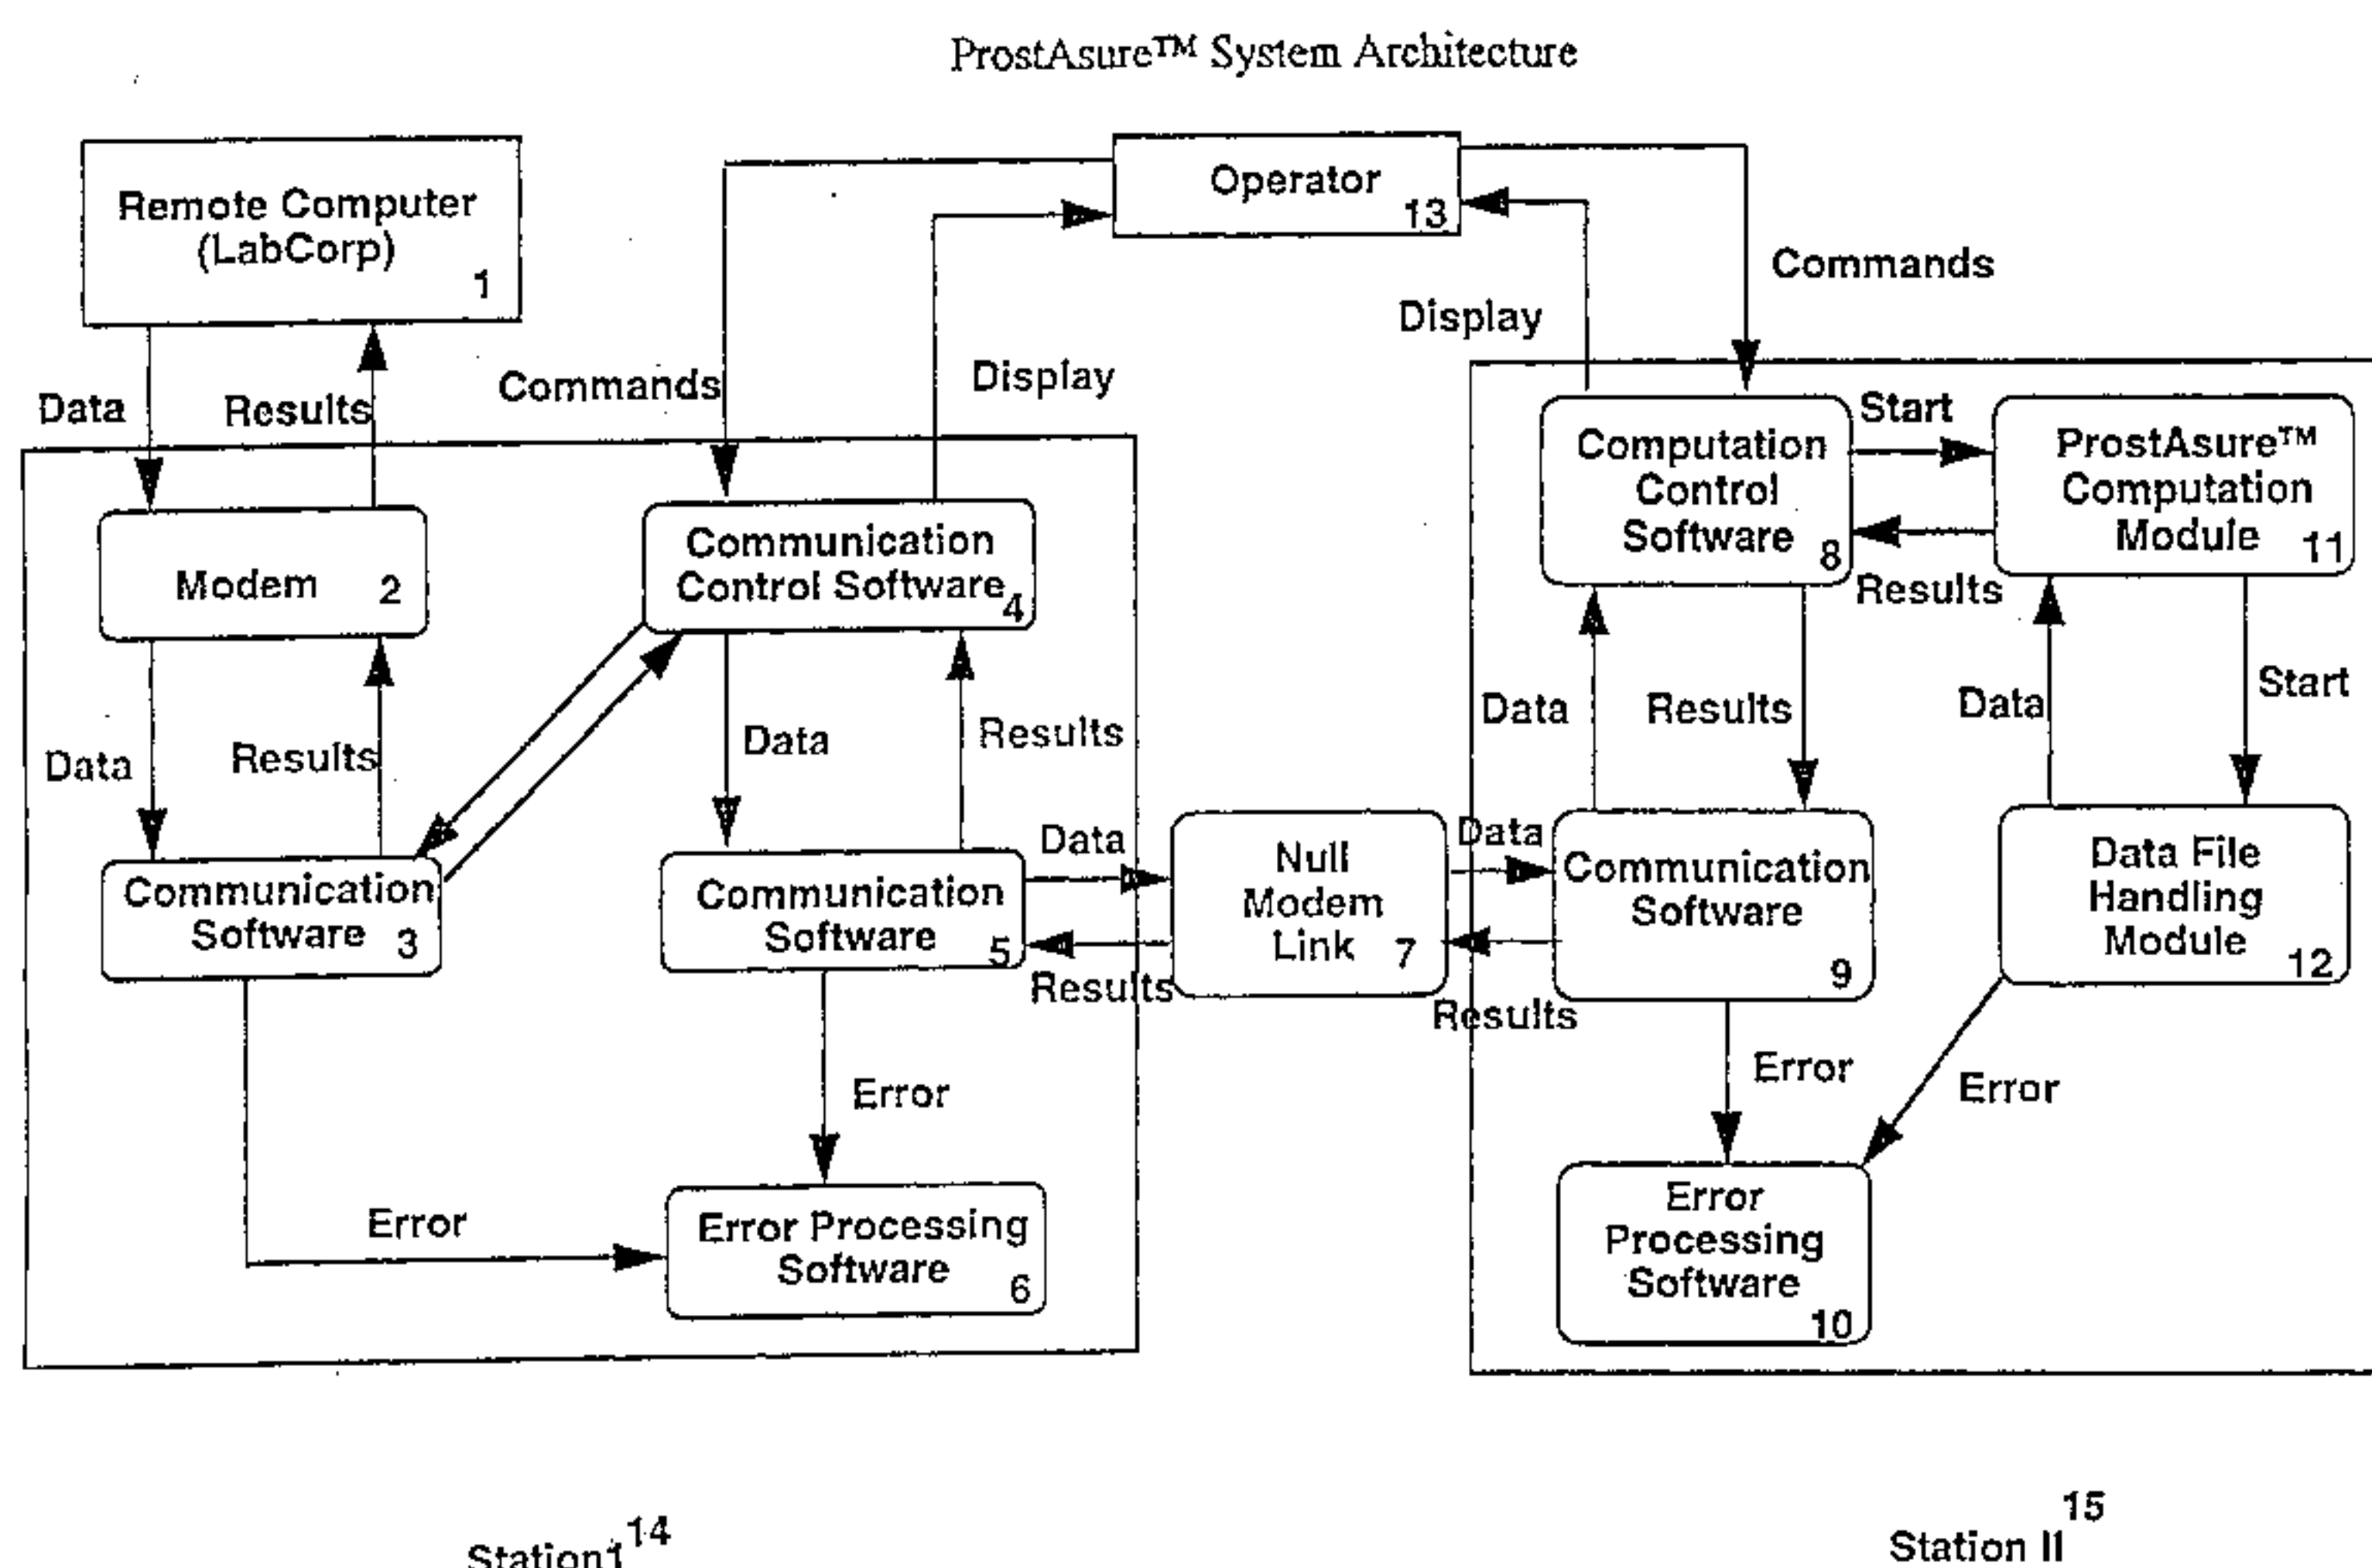 ProstAsure™ System Architecture
Remote Computer
(LabCorp)
1
Operator
13
Commands
Display
Data
Results
Commands
Display
Modem 2
Communication
Control Software
4
Computation
Control
Software
8
Start
Results
ProstAsure™
Computation
Module
11
Data
Results
Data
Results
Data
Results
Data
Start
Communication
Software 3
Communication
Software
5
Data
Results
Null
Modem
Link 7
Data
Results
Communication
Software
9
Data File
Handling
Module
12
Error
Error
Error
Error
Error Processing
Software
6
Error
Processing
Software
10
Station1 14
Station II 15